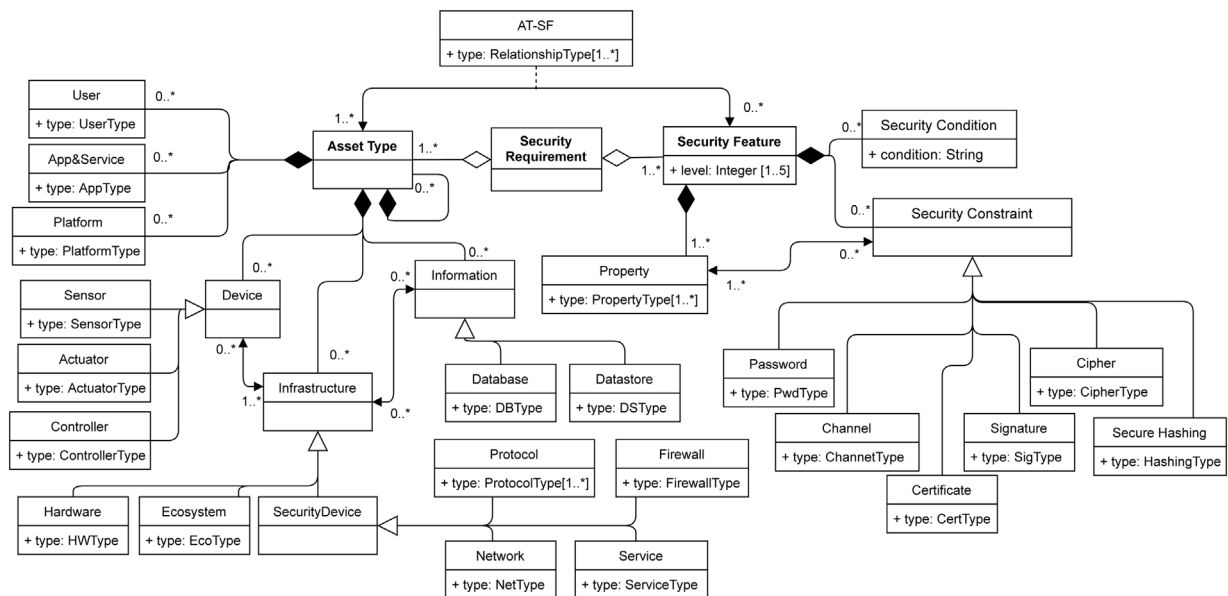 AT-SF
+ type: RelationshipType[1..*]
User
+ type: UserType
0..*
App&Service
+ type: AppType
0..*
Platform
+ type: PlatformType
0..*
1..*
Asset Type
1..*
0..*
Security
Requirement
0..*
Security Feature
+ level: Integer [1..5]
1..*
0..*
Security Condition
+ condition: String
0..*
Security Constraint
1..*
Property
+ type: PropertyType[1..*]
0..*
1..*
Sensor
+ type: SensorType
Actuator
+ type: ActuatorType
Controller
+ type: ControllerType
0..*
Device
0..*
1..*
0..*
Infrastructure
0..*
Information
0..*
0..*
Database
+ type: DBType
Datastore
+ type: DSType
Password
+ type: PwdType
Cipher
+ type: CipherType
Channel
+ type: ChannetType
Signature
+ type: SigType
Secure Hashing
+ type: HashingType
Certificate
+ type: CertType
Hardware
+ type: HWType
Ecosystem
+ type: EcoType
SecurityDevice
Protocol
+ type: ProtocolType[1..*]
Firewall
+ type: FirewallType
Network
+ type: NetType
Service
+ type: ServiceType